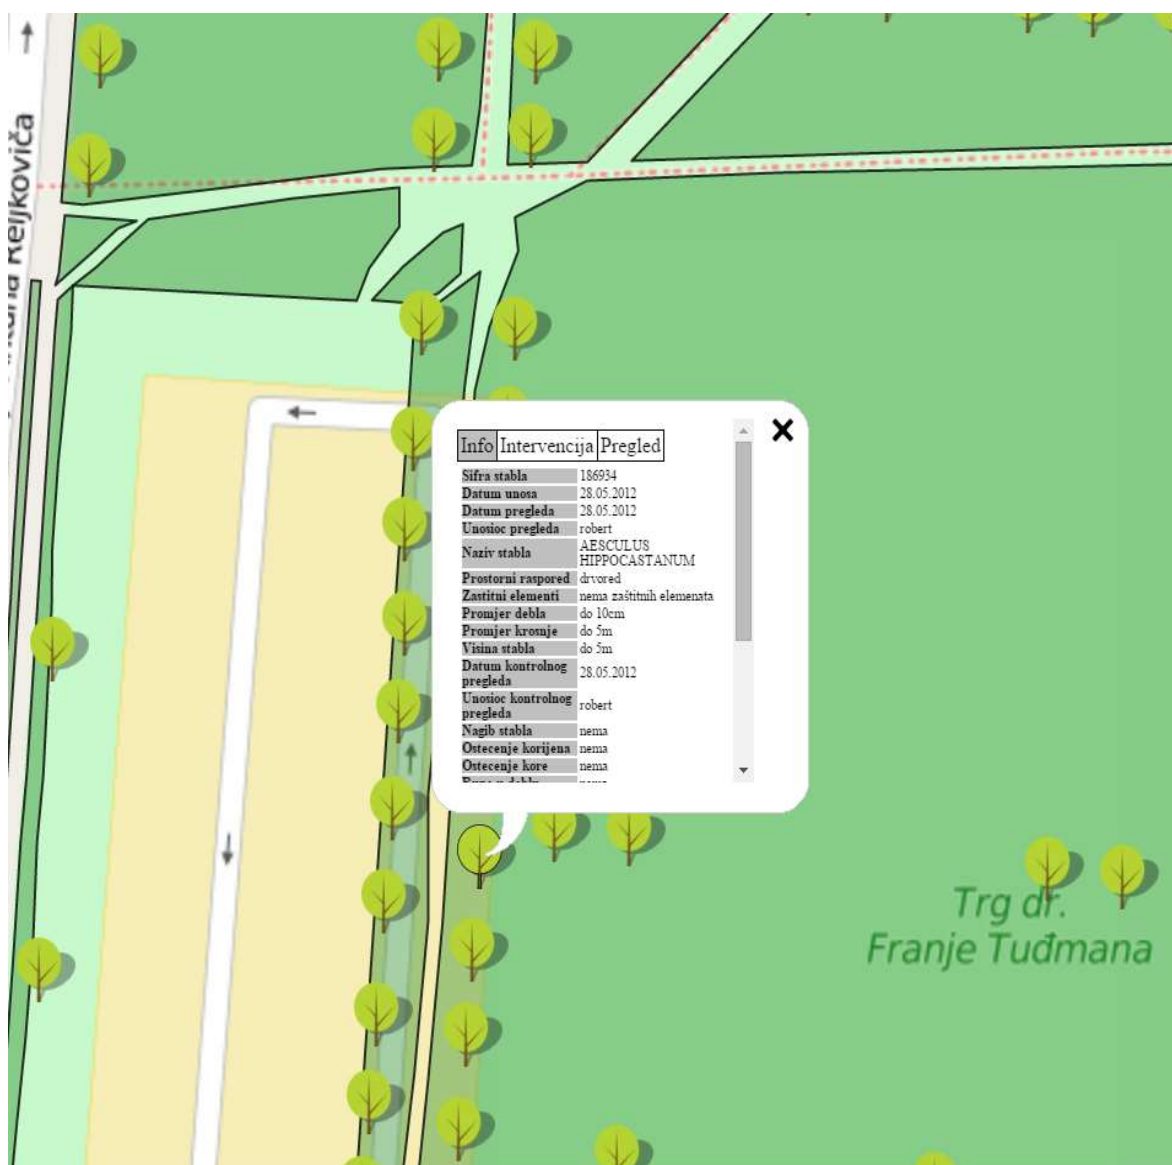 Reljkoviča
Info Intervencija Pregled
Sifra stabla 186934
Datum unosa 28.05.2012
Datum pregleda 28.05.2012
Unosioc pregleda robert
Naziv stabla AESCULUS
HIPPOCASTANUM
Prostorni raspored drvored
Zastitni elementi nema zaštitnih elemenata
Promjer debla do 10cm
Promjer krosnje do 5m
Visina stabla do 5m
Datum kontrolnog
pregleda 28.05.2012
Unosioc kontrolnog
pregleda robert
Nagib stabla nema
Ostecenje korijena nema
Ostecenje kore nema
Trg dr.
Franje Tuđmana